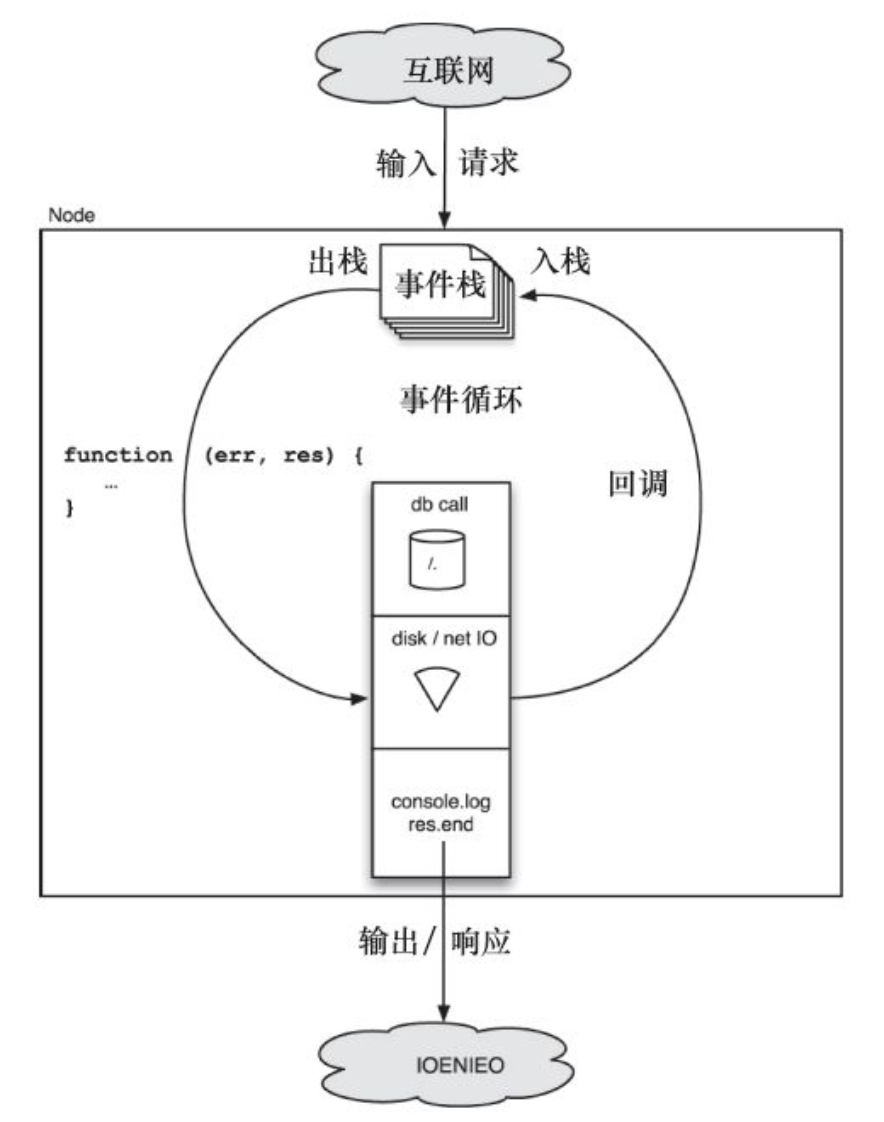 互联网
输入 请求
Node
出栈 事件栈 入栈
事件循环
function (err, res) {
...
}
回调
db call
/.
disk / net IO
console.log
res.end
输出/ 响应
IOENIEO